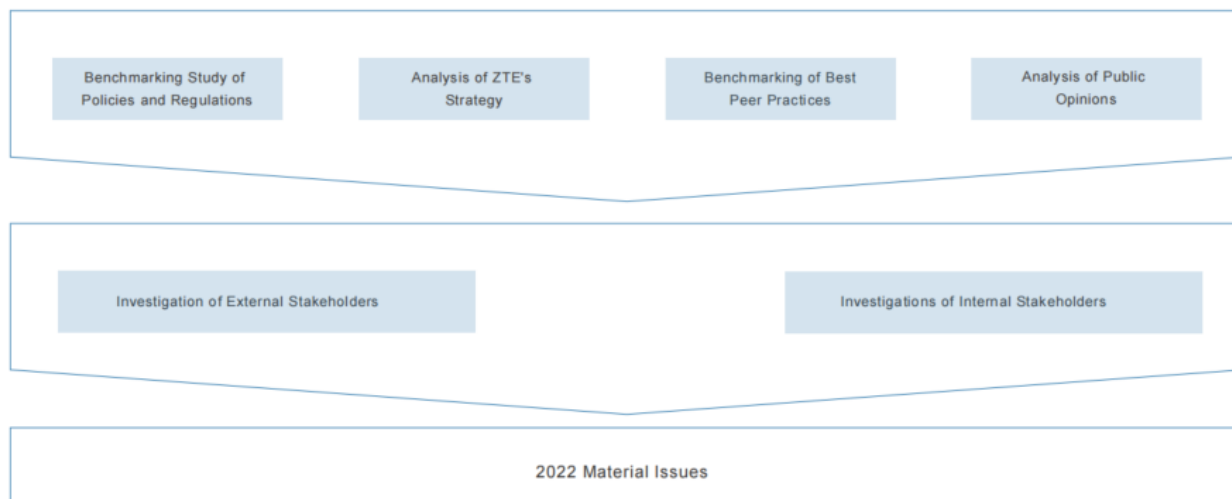 Benchmarking Study of
Policies and Regulations
Analysis of ZTE's
Strategy
Benchmarking of Best
Peer Practices
Analysis of Public
Opinions
Investigation of External Stakeholders
Investigations of Internal Stakeholders
2022 Material Issues